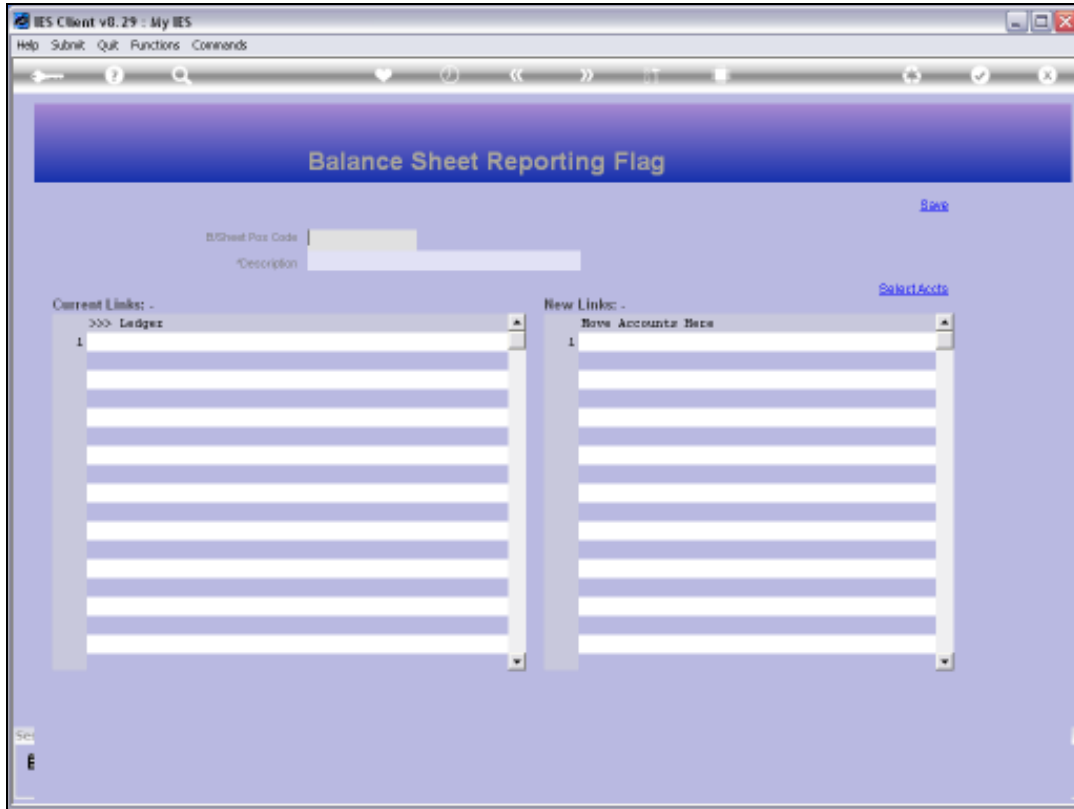 IES Client v8.29 : My IES
Help Submit Quit Functions Commands
Balance Sheet Reporting Flag
Save
B/Sheet Pos Code
*Description
Select Accts
Current Links: -
New Links: -
>>> Ledger
Move Accounts Here
1
1
Se